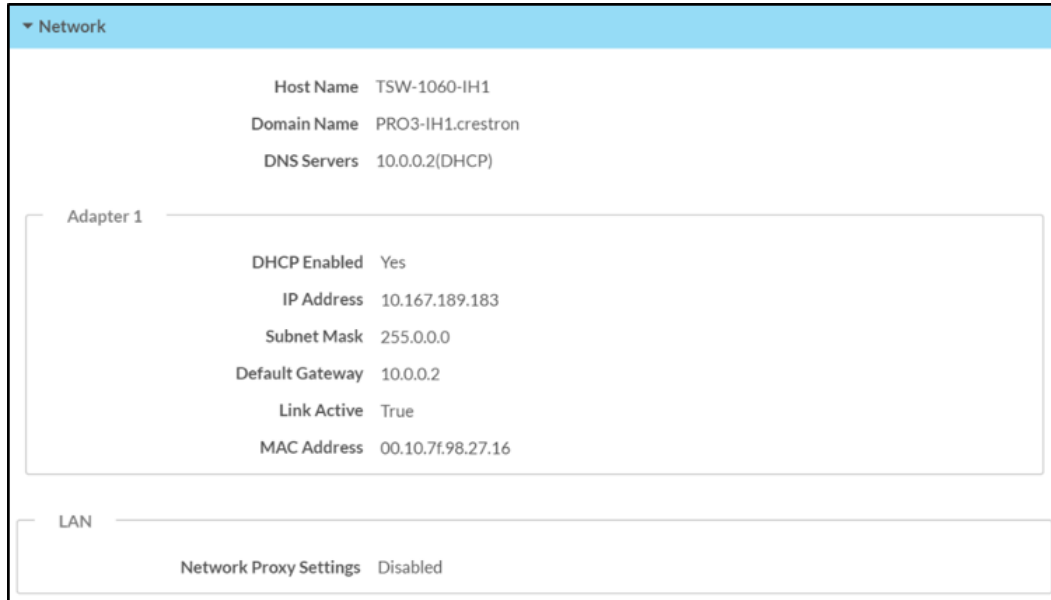 Network
Host Name TSW-1060-IH1
Domain Name PRO3-IH1.crestron
DNS Servers 10.0.0.2(DHCP)
Adapter 1
DHCP Enabled Yes
IP Address 10.167.189.183
Subnet Mask 255.0.0.0
Default Gateway 10.0.0.2
Link Active True
MAC Address 00.10.7f.98.27.16
LAN
Network Proxy Settings Disabled